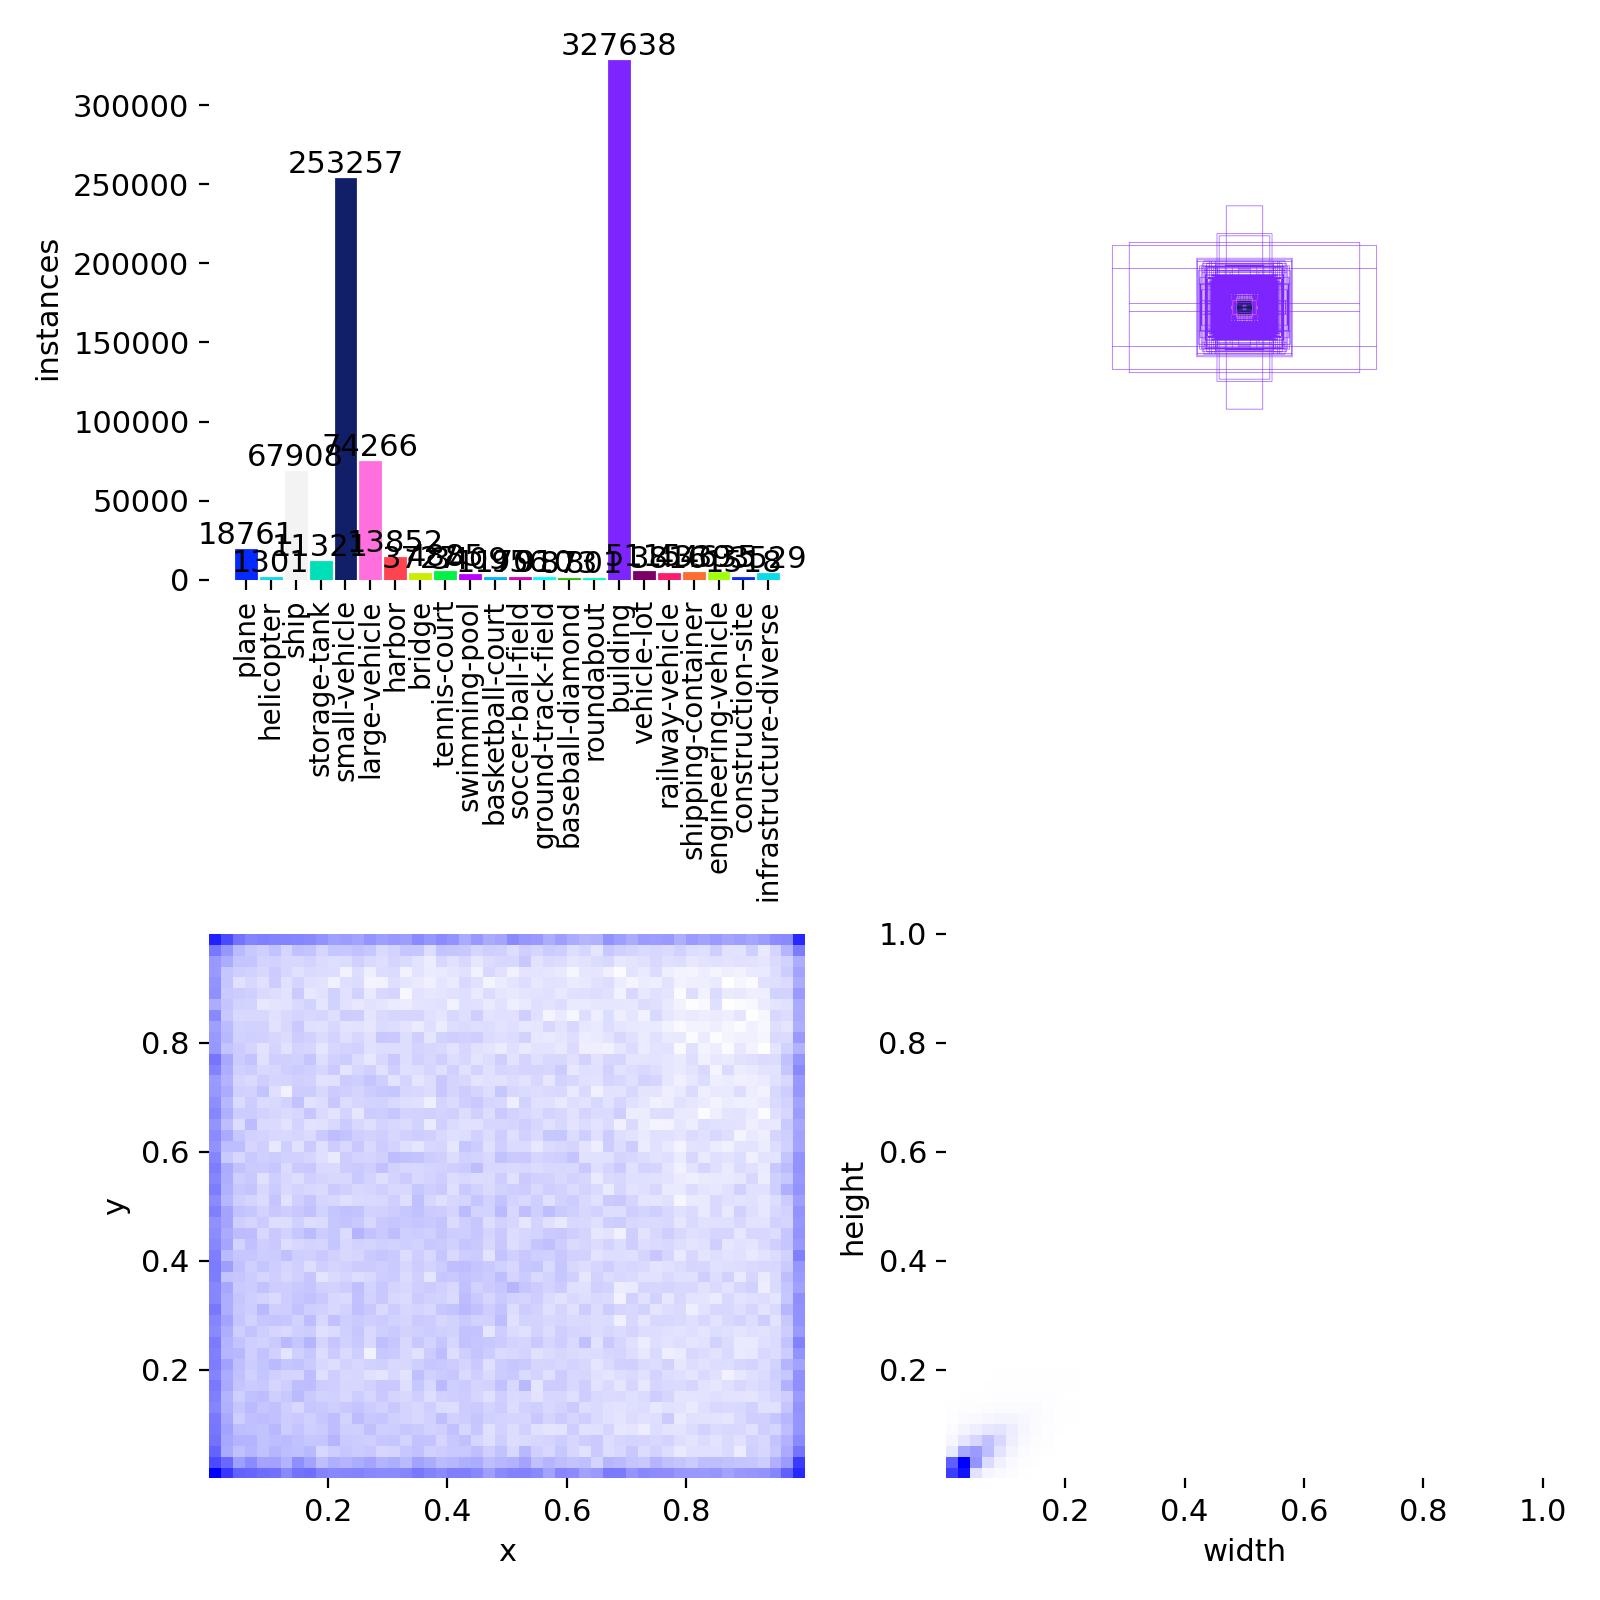 327638
300000
253257
250000
200000
150000
100000
74266
67908
50000
18761
13852
11321
1301
0
instances
plane
helicopter
ship
storage-tank
small-vehicle
large-vehicle
harbor
bridge
tennis-court
swimming-pool
basketball-court
soccer-ball-field
ground-track-field
baseball-diamond
roundabout
building
vehicle-lot
railway-vehicle
shipping-container
engineering-vehicle
construction-site
infrastructure-diverse
0.8
0.6
0.4
0.2
y
0.2 0.4 0.6 0.8
x
1.0
0.8
0.6
0.4
0.2
height
0.2 0.4 0.6 0.8 1.0
width